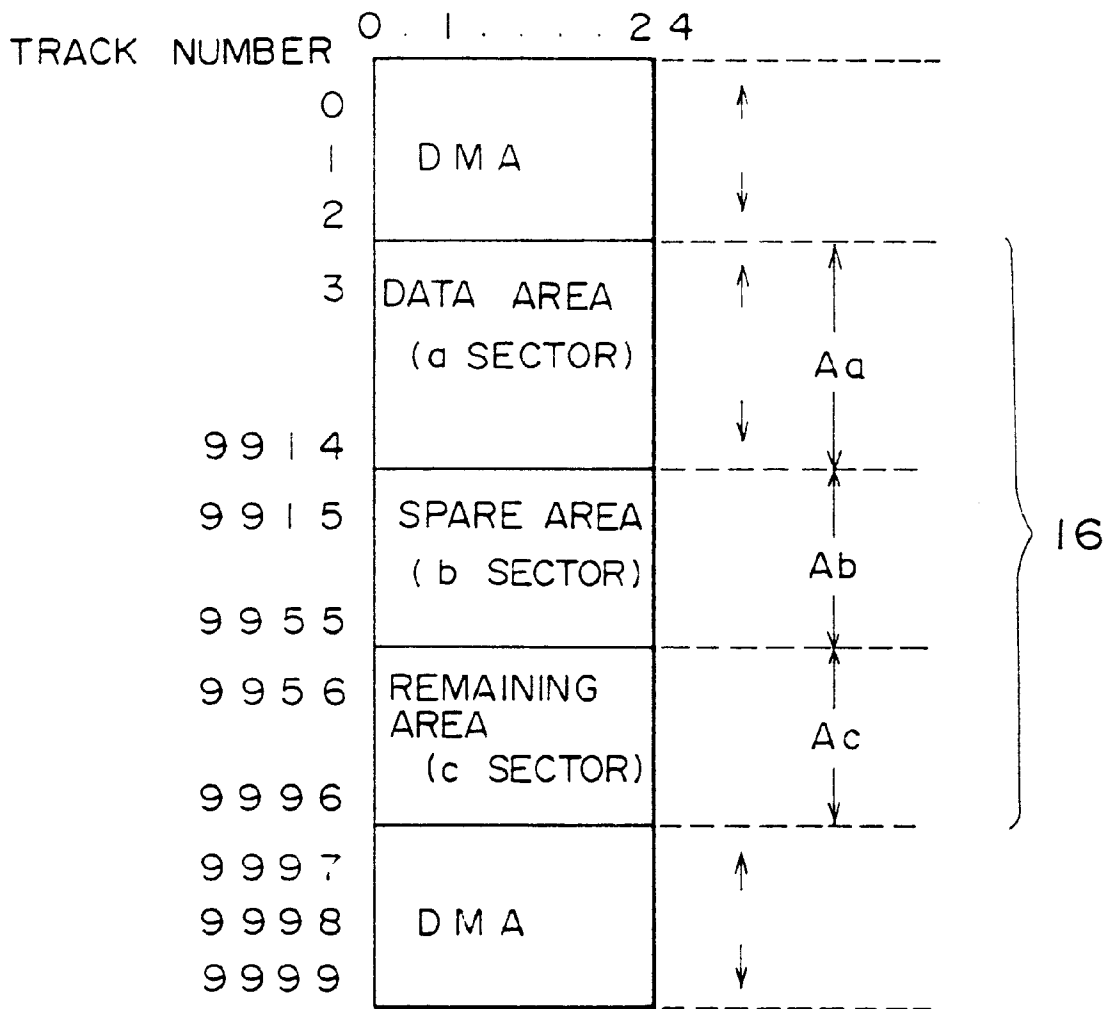 0 . 1 . . . . . 24
TRACK NUMBER
0
1
DMA
2
3
DATA AREA
(a SECTOR)
Aa
9914
9915
SPARE AREA
(b SECTOR)
Ab
16
9955
9956
REMAINING
AREA
(c SECTOR)
Ac
9996
9997
9998
DMA
9999